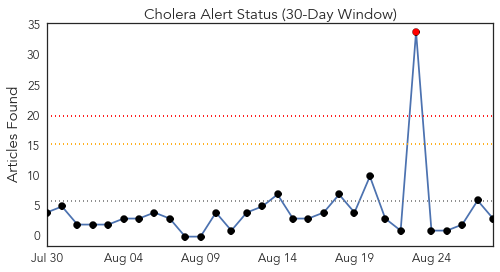 Cholera Alert Status (30-Day Window)
35
30
25
20
15
10
5
0
Articles Found
Jul 30 Aug 04 Aug 09 Aug 14 Aug 19 Aug 24